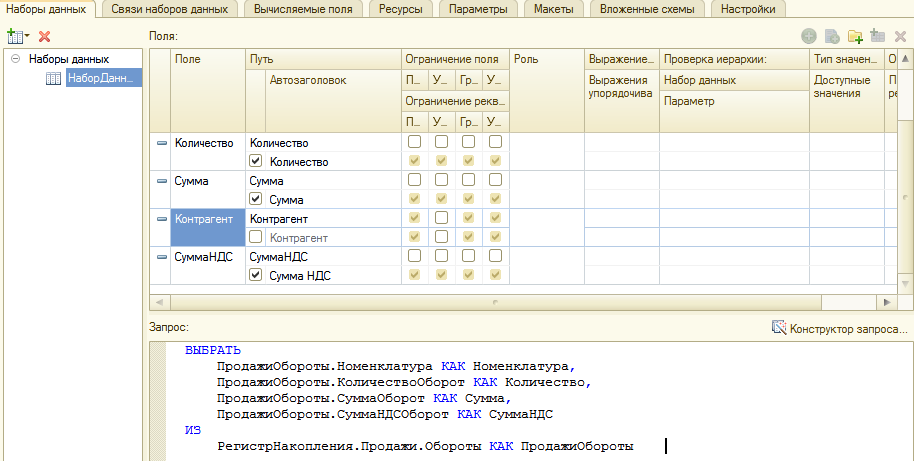 Наборы данных Связи наборов данных Вычисляемые поля Ресурсы Параметры Макеты Вложенные схемы Настройки
Поля:
Наборы данных
НаборДанн...
Поле Путь Ограничение поля Роль Выражение... Проверка иерархии: Тип значен...
Автозаголовок П... У... Гр... У... Выражения упорядочива Набор данных Доступные значения
Ограничение рекв... Параметр
П... У... Гр... У...
Количество Количество
Количество
Сумма Сумма
Сумма
Контрагент Контрагент
Контрагент
СуммаНДС СуммаНДС
Сумма НДС
Запрос: Конструктор запроса...
ВЫБРАТЬ
ПродажиОбороты.Номенклатура КАК Номенклатура,
ПродажиОбороты.КоличествоОборот КАК Количество,
ПродажиОбороты.СуммаОборот КАК Сумма,
ПродажиОбороты.СуммаНДСОборот КАК СуммаНДС
ИЗ
РегистрНакопления.Продажи.Обороты КАК ПродажиОбороты